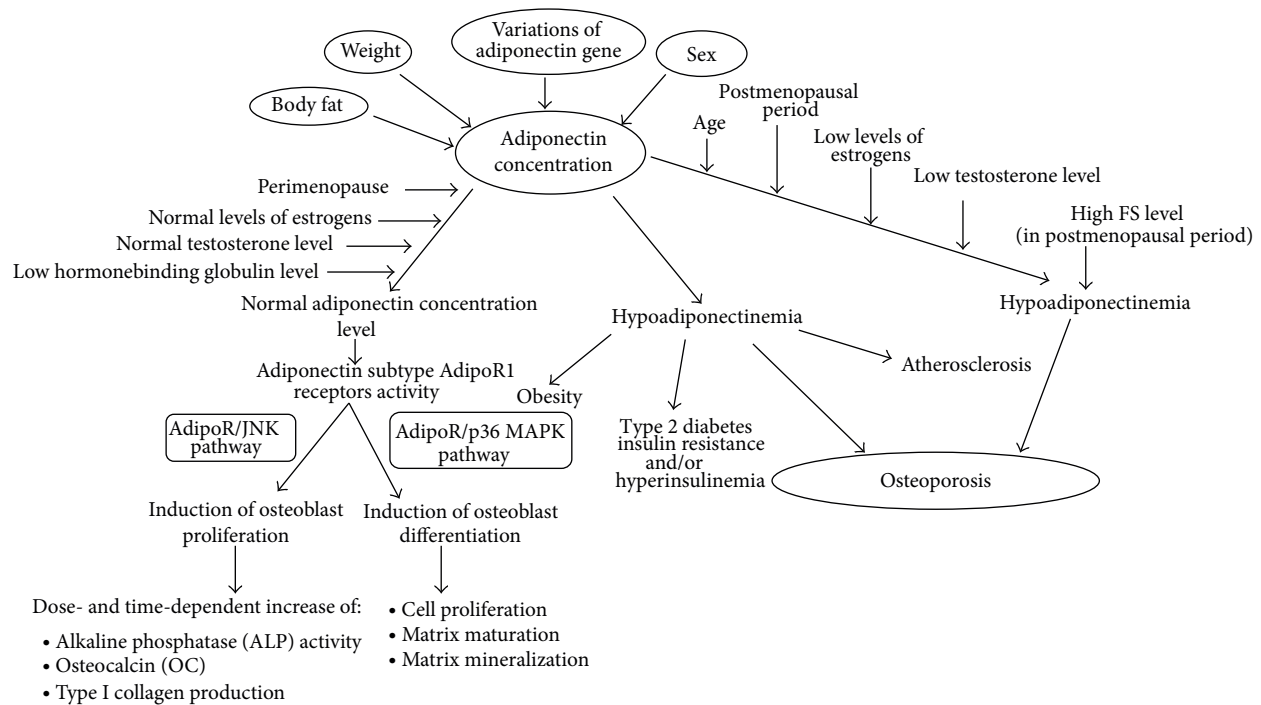 Variations of
adiponectin gene
Weight
Sex
Body fat
Adiponectin
concentration
Postmenopausal
period
Age
Low levels of
estrogens
Low testosterone level
High FS level
(in postmenopausal period)
Perimenopause
Normal levels of estrogens
Normal testosterone level
Low hormonebinding globulin level
Normal adiponectin concentration
level
Hypoadiponectinemia
Hypoadiponectinemia
Adiponectin subtype AdipoR1
receptors activity
Obesity
Atherosclerosis
AdipoR/JNK
pathway
AdipoR/p36 MAPK
pathway
Type 2 diabetes
insulin resistance
and/or
hyperinsulinemia
Osteoporosis
Induction of osteoblast
proliferation
Induction of osteoblast
differentiation
Dose- and time-dependent increase of:
• Alkaline phosphatase (ALP) activity
• Osteocalcin (OC)
• Type I collagen production
• Cell proliferation
• Matrix maturation
• Matrix mineralization